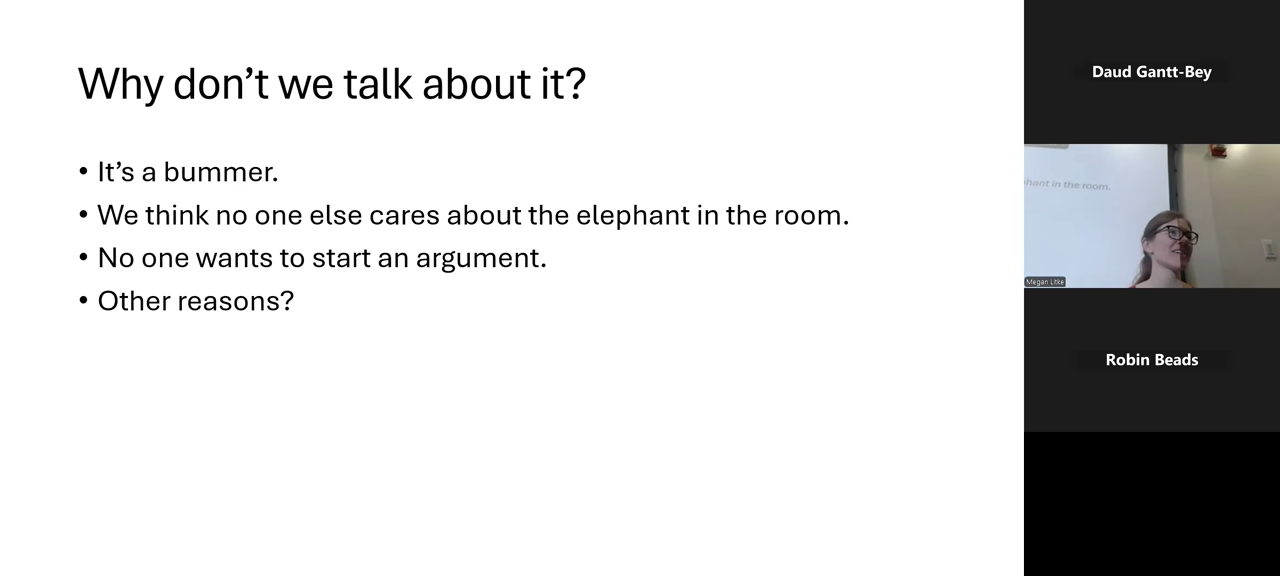 Why don’t we talk about it?
• It’s a bummer.
• We think no one else cares about the elephant in the room.
• No one wants to start an argument.
• Other reasons?
Daud Gantt-Bey
hant in the room.
Megan Litke
Robin Beads